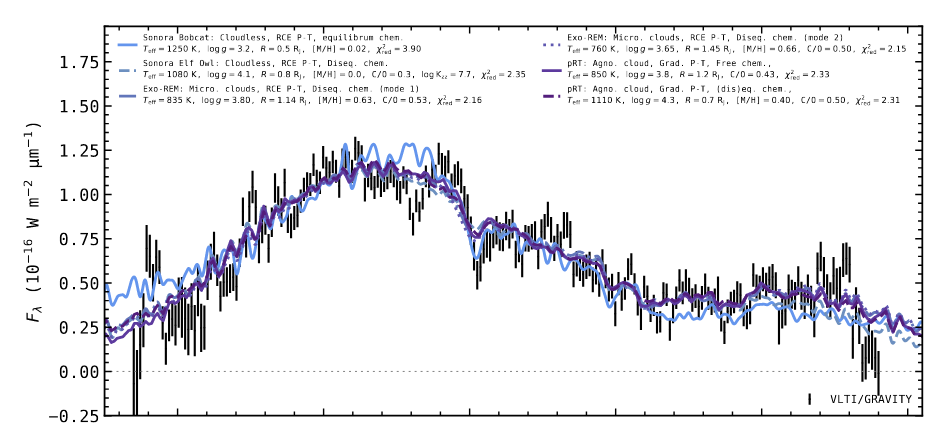 Sonora Bobcat: Cloudless, RCE P-T, equilibrium chem.
T_eff = 1250 K, log g = 3.2, R = 0.5 R_J, [M/H] = 0.02, χ²_red = 3.90
Sonora Elf Owl: Cloudless, RCE P-T, Diseq. chem.
T_eff = 1080 K, log g = 4.1, R = 0.8 R_J, [M/H] = 0.0, C/O = 0.3, log K_zz = 7.7, χ²_red = 2.35
Exo-REM: Micro. clouds, RCE P-T, Diseq. chem. (mode 1)
T_eff = 835 K, log g = 3.80, R = 1.14 R_J, [M/H] = 0.63, C/O = 0.53, χ²_red = 2.16
Exo-REM: Micro. clouds, RCE P-T, Diseq. chem. (mode 2)
T_eff = 760 K, log g = 3.65, R = 1.45 R_J, [M/H] = 0.66, C/O = 0.50, χ²_red = 2.15
pRT: Agno. cloud, Grad. P-T, Free chem.,
T_eff = 850 K, log g = 3.8, R = 1.2 R_J, C/O = 0.43, χ²_red = 2.33
pRT: Agno. cloud, Grad. P-T, (dis)eq. chem.,
T_eff = 1110 K, log g = 4.3, R = 0.7 R_J, [M/H] = 0.40, C/O = 0.50, χ²_red = 2.31
F_λ (10⁻¹⁶ W m⁻² μm⁻¹)
1.75
1.50
1.25
1.00
0.75
0.50
0.25
0.00
−0.25
VLTI/GRAVITY